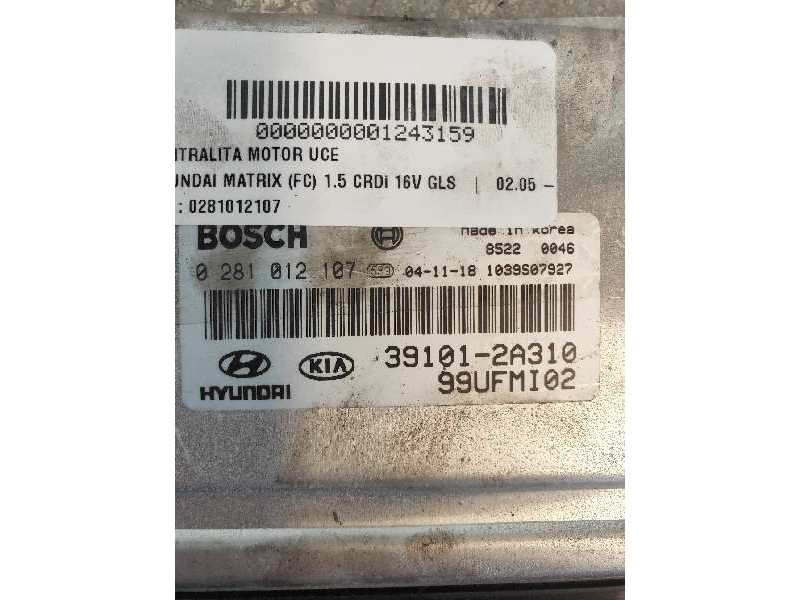 0000000001243159
NTRALITA MOTOR UCE
UNDAI MATRIX (FC) 1.5 CRDi 16V GLS | 02.05 -
: 0281012107
BOSCH
Made in Korea
8522 0046
0 281 012 107 04-11-18 1039S07927
39101-2A310
HYUNDAI KIA
99UFMI02